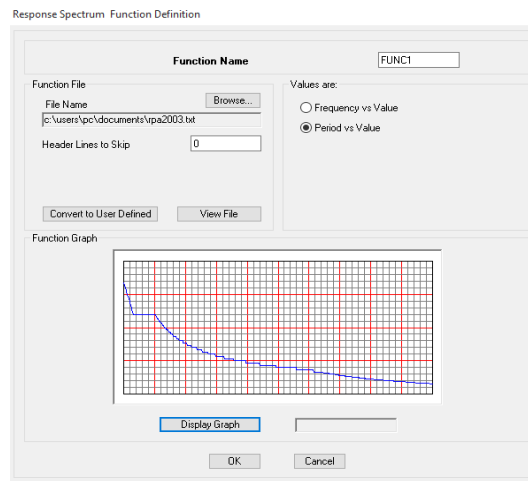 Response Spectrum Function Definition
Function Name
FUNC1
Function File
File Name
Browse...
c:\users\pc\documents\rpa2003.txt
Header Lines to Skip
0
Convert to User Defined
View File
Values are:
Frequency vs Value
Period vs Value
Function Graph
Display Graph
OK
Cancel